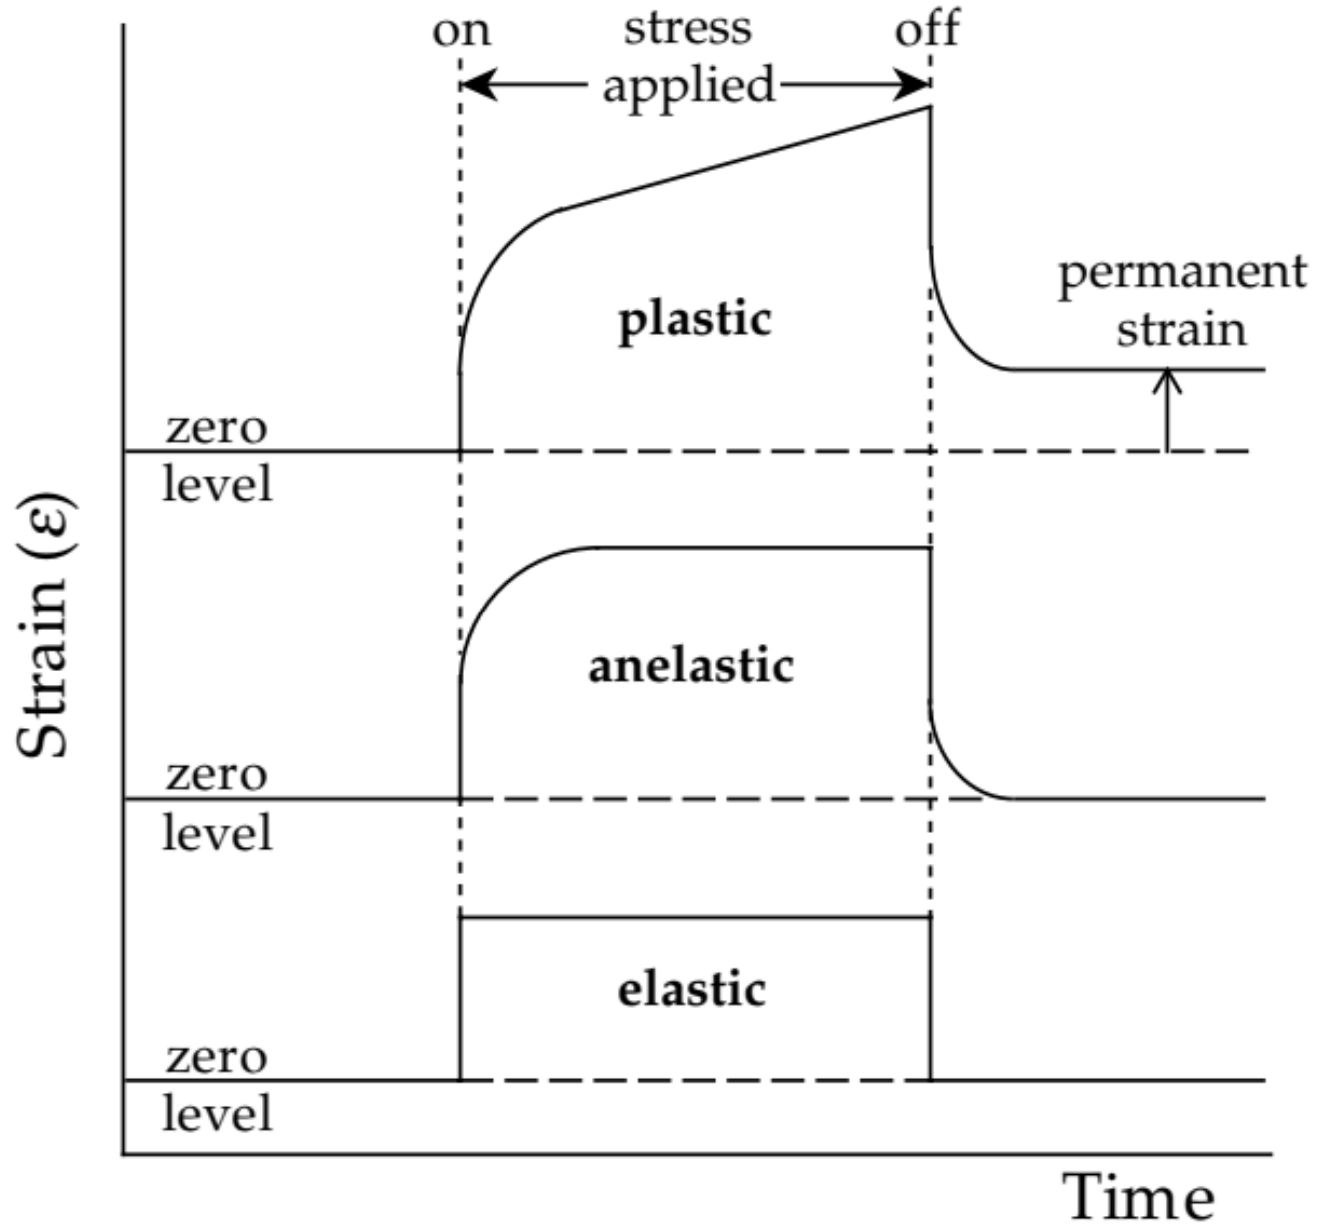 on stress off
applied
permanent
strain
plastic
zero
level
Strain (ε)
anelastic
zero
level
elastic
zero
level
Time